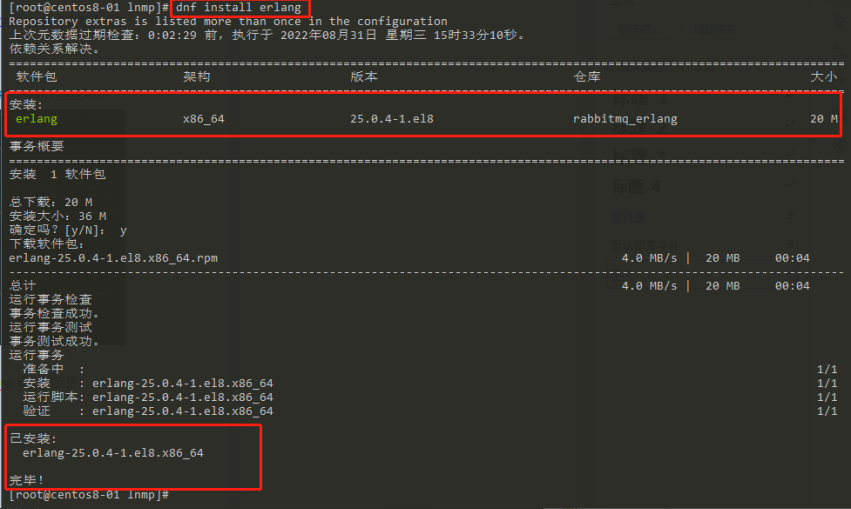 [root@centos8-01 lnmp]# dnf install erlang
Repository extras is listed more than once in the configuration
上次元数据过期检查：0:02:29 前，执行于 2022年08月31日 星期三 15时33分10秒。
依赖关系解决。
软件包 架构 版本 仓库 大小
安装:
erlang x86_64 25.0.4-1.el8 rabbitmq_erlang 20 M
事务概要
安装 1 软件包
总下载：20 M
安装大小：36 M
确定吗？[y/N]： y
下载软件包：
erlang-25.0.4-1.el8.x86_64.rpm 4.0 MB/s | 20 MB 00:04
总计 4.0 MB/s | 20 MB 00:04
运行事务检查
事务检查成功。
运行事务测试
事务测试成功。
运行事务
准备中 : 1/1
安装 : erlang-25.0.4-1.el8.x86_64 1/1
运行脚本: erlang-25.0.4-1.el8.x86_64 1/1
验证 : erlang-25.0.4-1.el8.x86_64 1/1
已安装:
erlang-25.0.4-1.el8.x86_64
完毕！
[root@centos8-01 lnmp]#